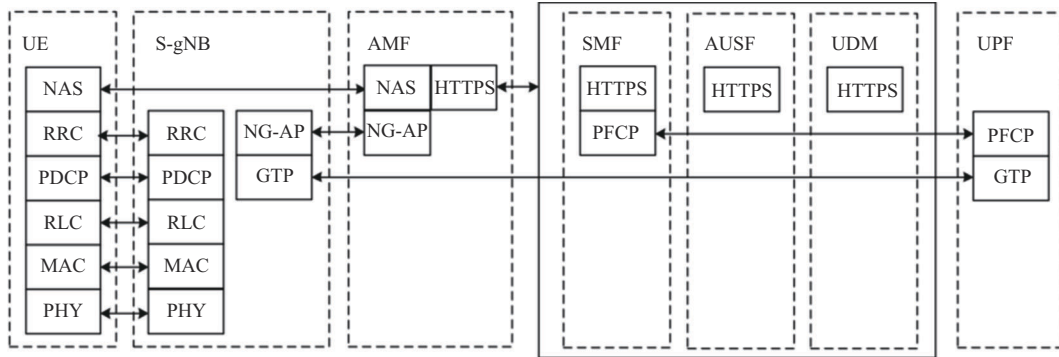 UE
S-gNB
AMF
SMF
AUSF
UDM
UPF
NAS
NAS
HTTPS
HTTPS
HTTPS
HTTPS
RRC
RRC
NG-AP
NG-AP
PFCP
PFCP
PDCP
PDCP
GTP
GTP
RLC
RLC
MAC
MAC
PHY
PHY